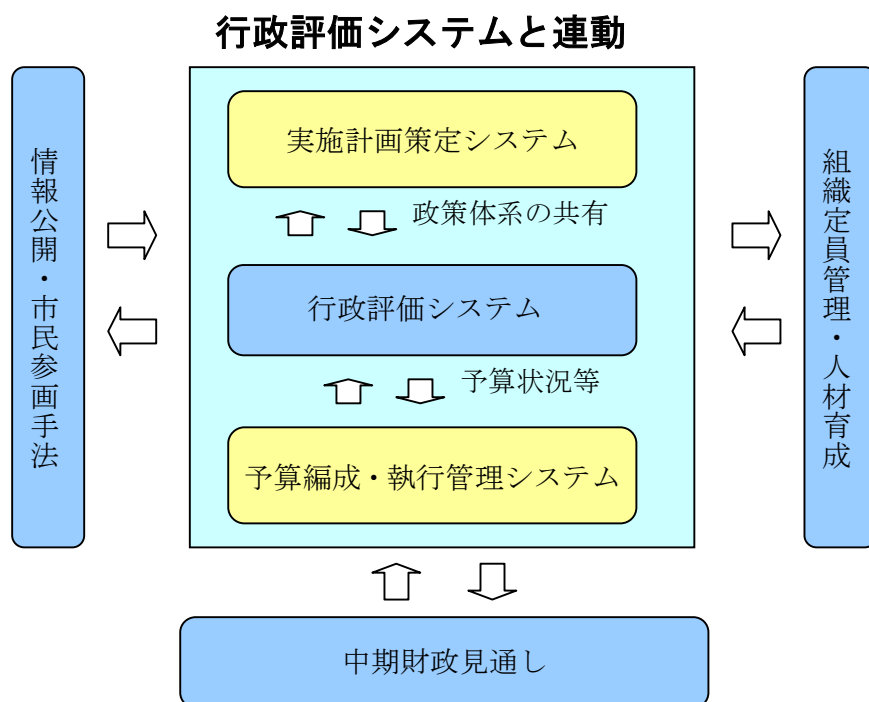 行政評価システムと連動
情報公開・市民参画手法
実施計画策定システム
政策体系の共有
行政評価システム
予算状況等
予算編成・執行管理システム
組織定員管理・人材育成
中期財政見通し